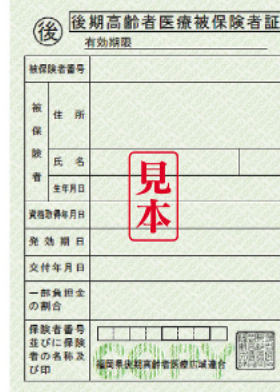 後 後期高齢者医療被保険者証
有効期限
被保険者番号
被保険者
住所
氏名
生年月日
見本
資格取得年月日
発効期日
交付年月日
一部負担金
の割合
保険者番号
並びに保険
者の名称及
び印
COPY
福岡県後期高齢者医療広域連合